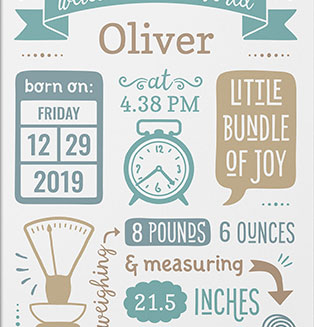 Oliver
born on:
FRIDAY
12 29
2019
at
4.38 PM
LITTLE
BUNDLE
OF JOY
weighing
8 POUNDS 6 OUNCES
& measuring
21.5 INCHES